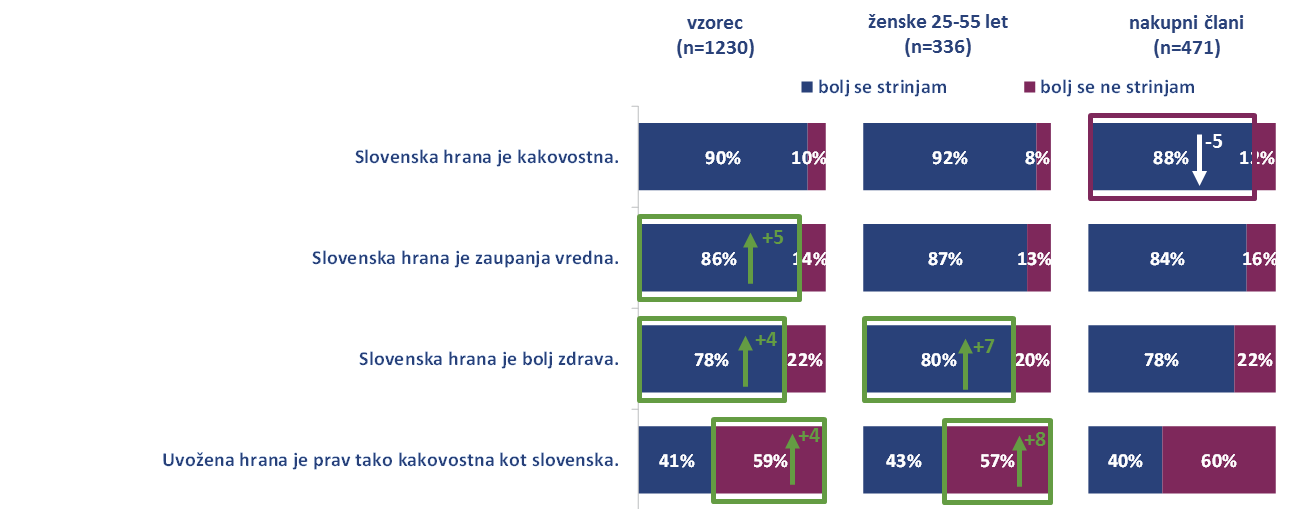 vzorec
(n=1230)
ženske 25-55 let
(n=336)
nakupni člani
(n=471)
bolj se strinjam
bolj se ne strinjam
Slovenska hrana je kakovostna.
90%
10%
92%
8%
88%
-5
12%
Slovenska hrana je zaupanja vredna.
86%
+5
14%
87%
13%
84%
16%
Slovenska hrana je bolj zdrava.
78%
+4
22%
80%
+7
20%
78%
22%
Uvožena hrana je prav tako kakovostna kot slovenska.
41%
59%
+4
43%
57%
+8
40%
60%